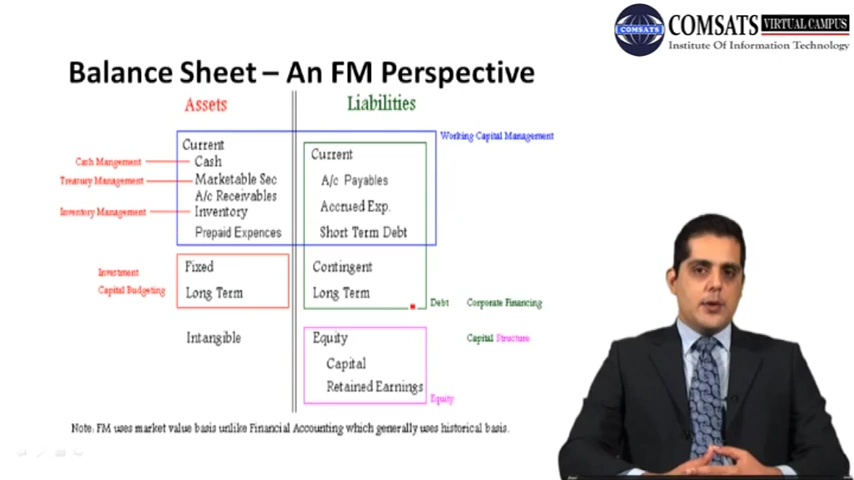 COMSATS VIRTUAL CAMPUS
COMSATS
Institute Of Information Technology
Balance Sheet – An FM Perspective
Assets
Liabilities
Working Capital Management
Current
Cash Mangement
Cash
Treasury Management
Marketable Sec
A/c Receivables
Inventory Management
Inventory
Prepaid Expences
Current
A/c Payables
Accrued Exp.
Short Term Debt
Investment
Capital Budgeting
Fixed
Long Term
Contingent
Long Term
Debt
Corporate Financing
Intangible
Equity
Capital
Retained Earnings
Equity
Capital Structure
Note: FM uses market value basis unlike Financial Accounting which generally uses historical basis.